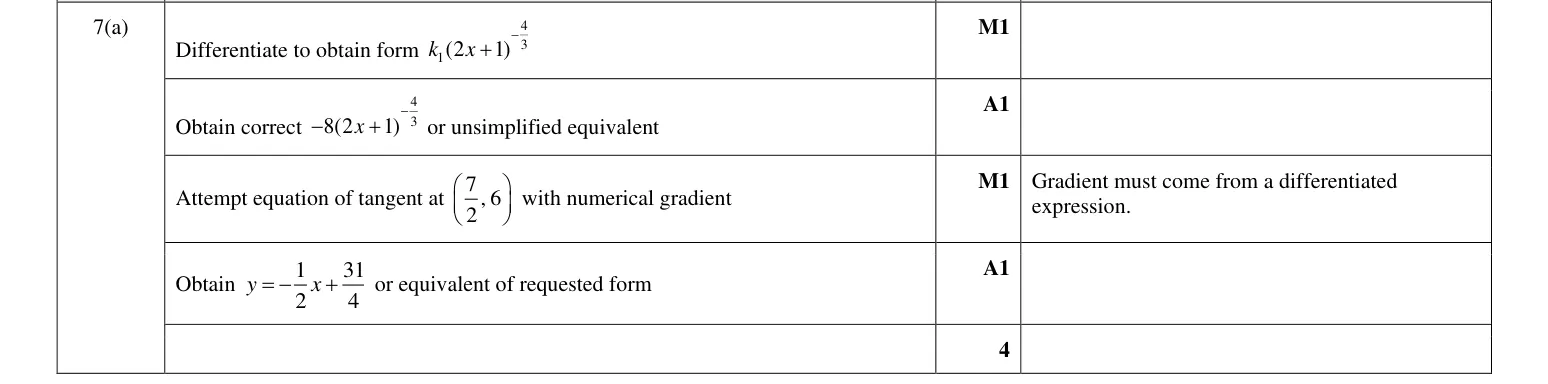 7(a)
Differentiate to obtain form k₁(2x+1)^(−4/3) M1
Obtain correct −8(2x+1)^(−4/3) or unsimplified equivalent A1
Attempt equation of tangent at (7/2, 6) with numerical gradient M1 Gradient must come from a differentiated
expression.
Obtain y = −1/2 x + 31/4 or equivalent of requested form A1
4